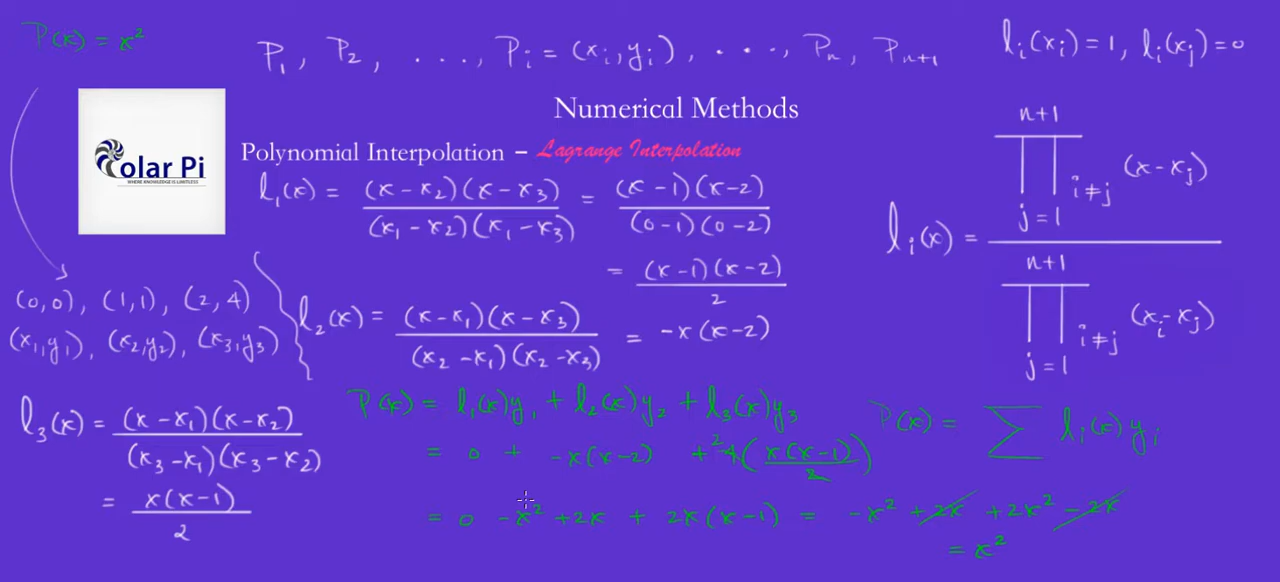 P(x) = x²
P₁, P₂, ..., Pᵢ = (xᵢ, yᵢ), ..., Pₙ, Pₙ₊₁
lᵢ(xᵢ) = 1, lᵢ(xⱼ) = 0
Numerical Methods
Polynomial Interpolation – Lagrange Interpolation
olar Pi
WHERE KNOWLEDGE IS LIMITLESS
l₁(x) = (x - x₂)(x - x₃) / (x₁ - x₂)(x₁ - x₃) = (x - 1)(x - 2) / (0 - 1)(0 - 2)
= (x - 1)(x - 2) / 2
lᵢ(x) = ∏ⱼ₌₁ⁿ⁺¹ ᵢ≠ⱼ (x - xⱼ) / ∏ⱼ₌₁ⁿ⁺¹ ᵢ≠ⱼ (xᵢ - xⱼ)
(0,0), (1,1), (2,4)
(x₁,y₁), (x₂,y₂), (x₃,y₃)
l₂(x) = (x - x₁)(x - x₃) / (x₂ - x₁)(x₂ - x₃) = -x(x - 2)
l₃(x) = (x - x₁)(x - x₂) / (x₃ - x₁)(x₃ - x₂)
= x(x - 1) / 2
P(x) = l₁(x)y₁ + l₂(x)y₂ + l₃(x)y₃
= 0 + -x(x - 2) + ²4(x(x - 1) / 2)
= 0 - x² + 2x + 2x(x - 1) = -x² + 2x + 2x² - 2x
= x²
P(x) = ∑ lᵢ(x) yᵢ